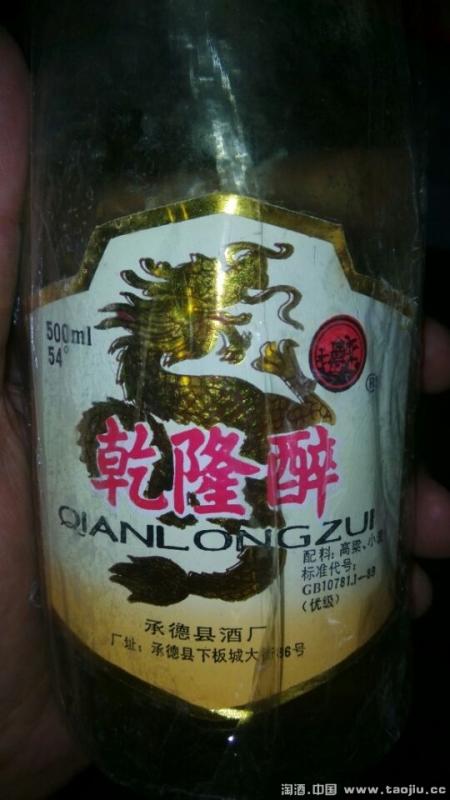 500ml
54°
乾隆醉
QIANLONGZUI
配料：高粱、小
标准代号：
GB10781.1-89
（优级）
承德县酒厂
厂址：承德县下板城大街86号
淘酒.中国 www.taojiu.cc